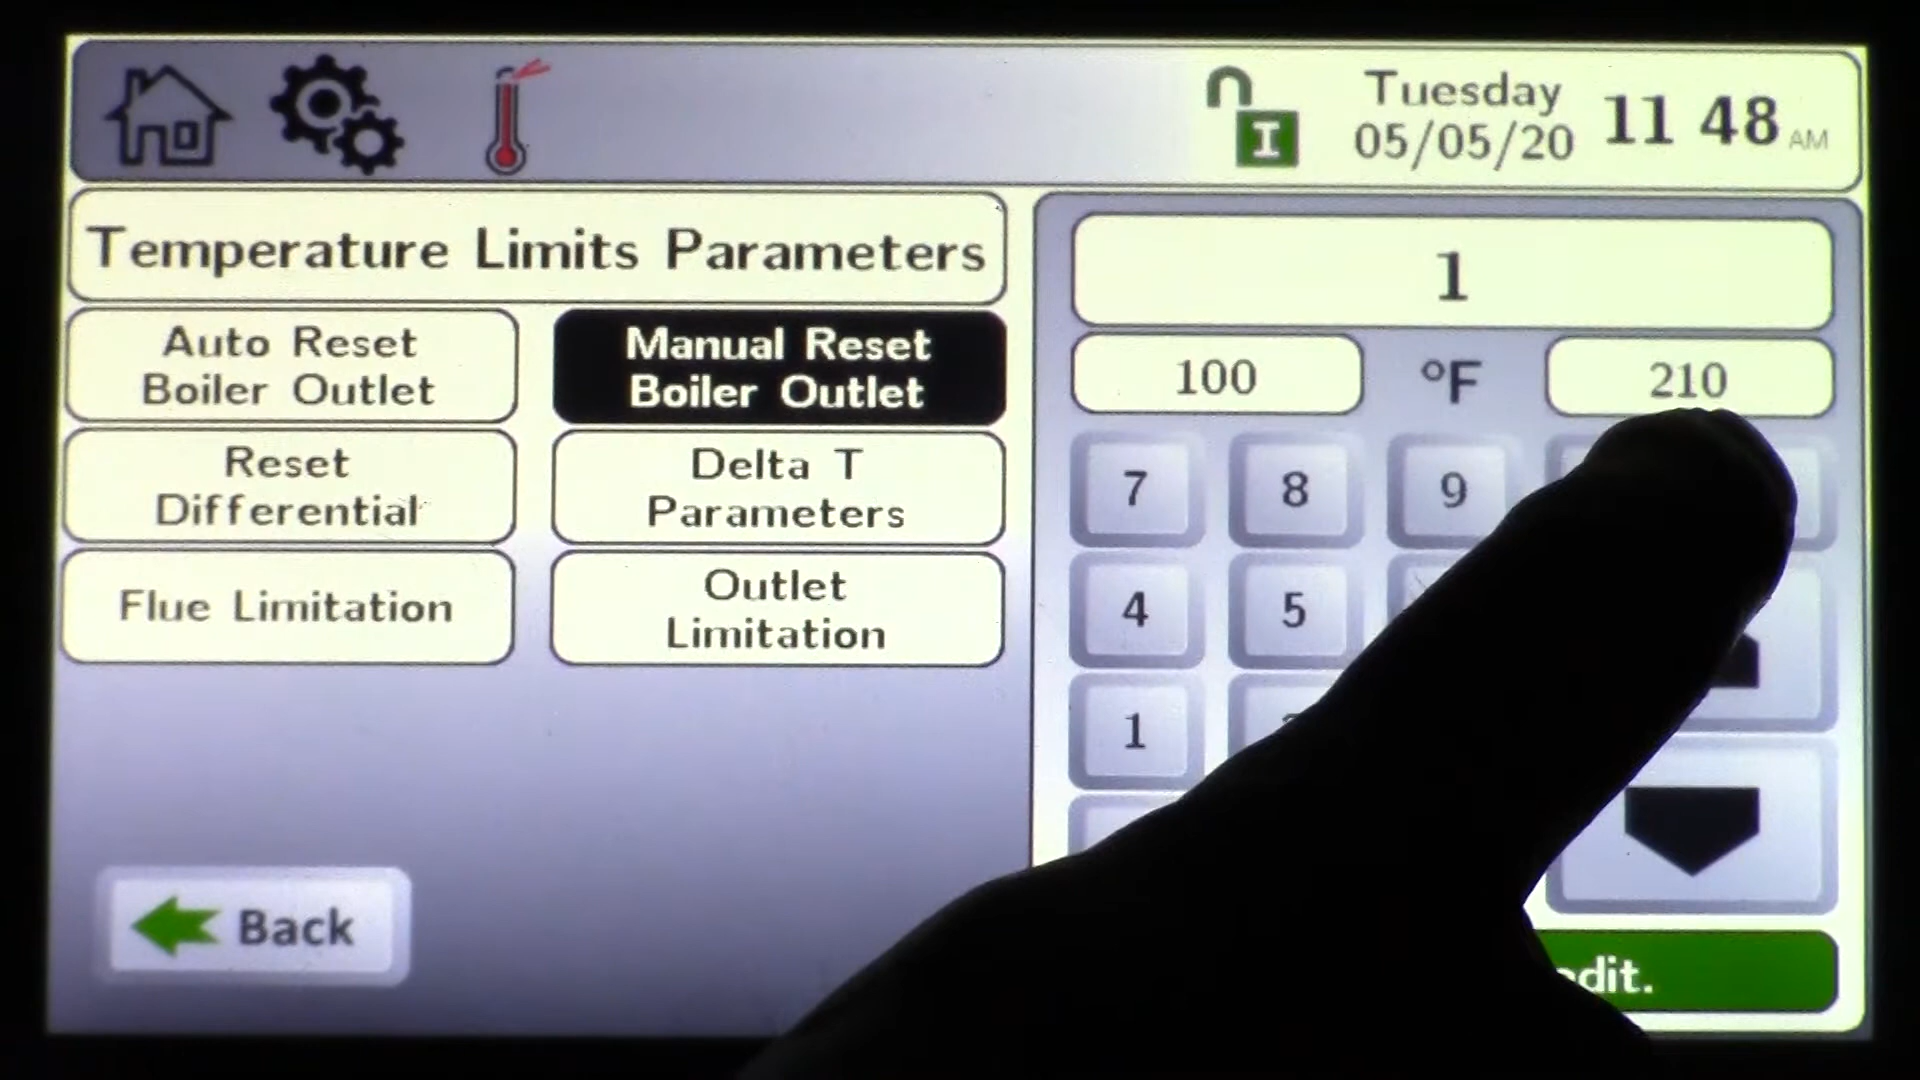 I
Tuesday
05/05/20
11 48 AM
Temperature Limits Parameters
Auto Reset
Boiler Outlet
Manual Reset
Boiler Outlet
Reset
Differential
Delta T
Parameters
Flue Limitation
Outlet
Limitation
Back
1
100
°F
210
7
8
9
4
5
1